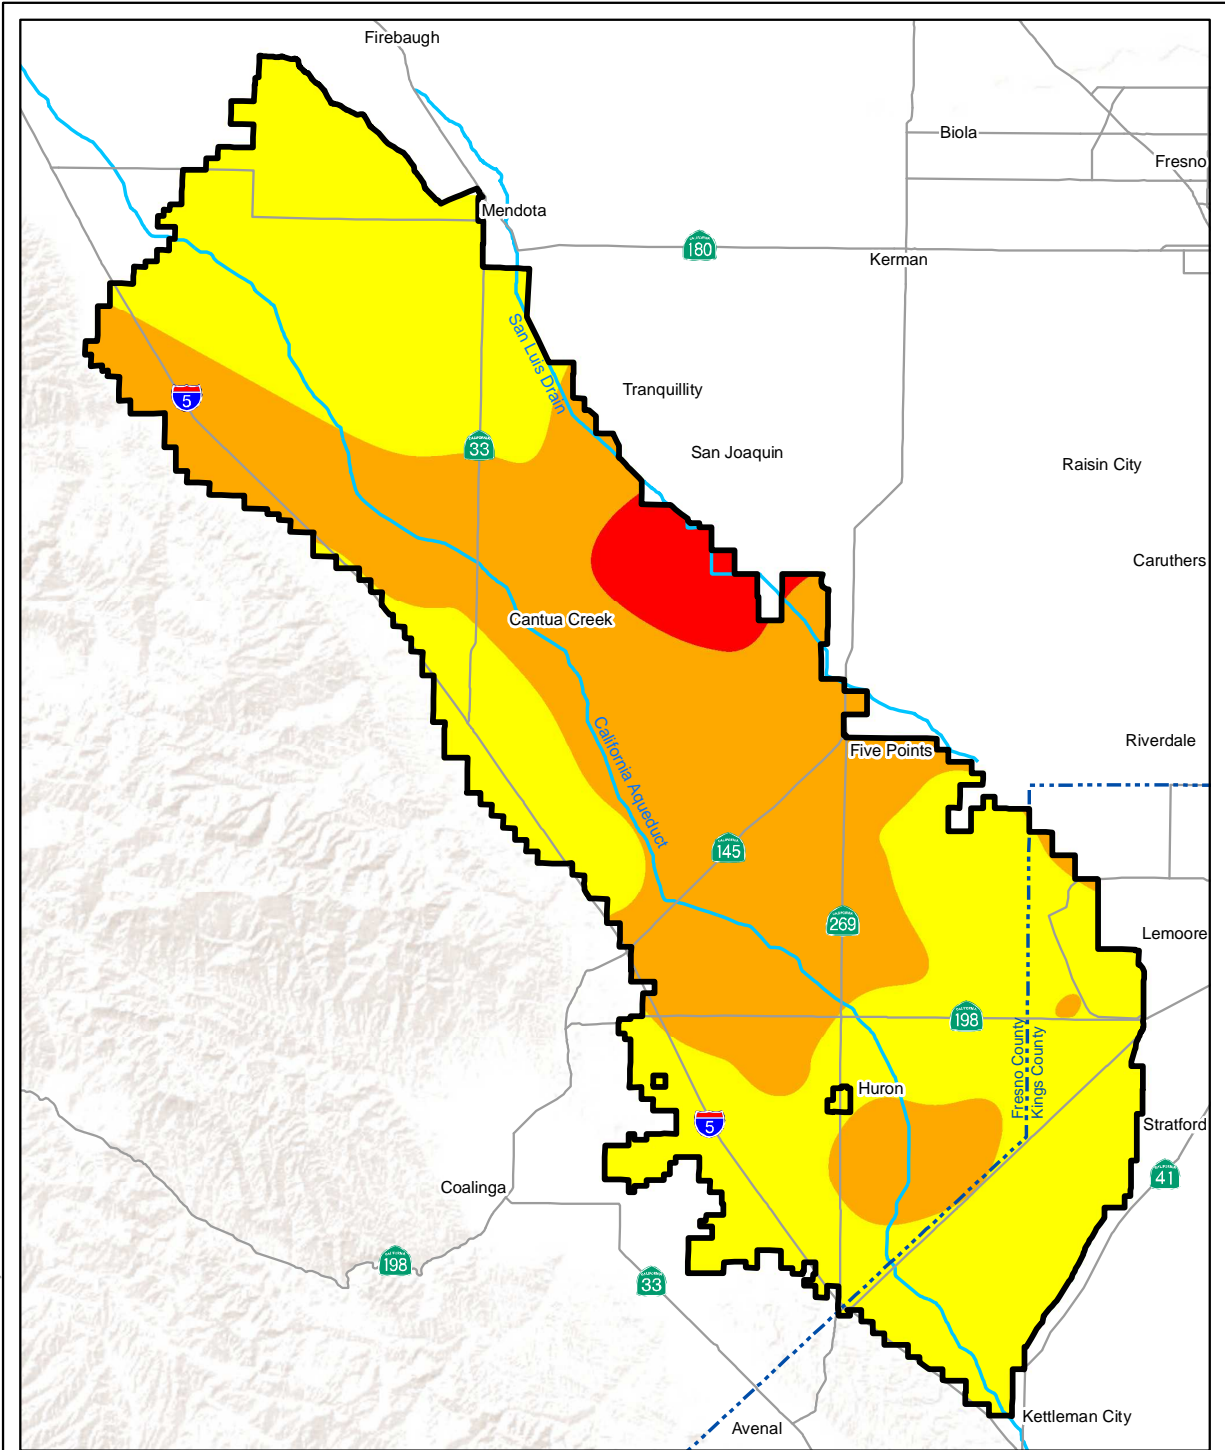 Firebaugh
Biola
Fresno
Mendota
180
Kerman
San Luis Drain
Tranquillity
5
CALIFORNIA
33
San Joaquin
Raisin City
Caruthers
Cantua Creek
California Aqueduct
Riverdale
Five Points
145
269
Lemoore
198
Fresno County
Kings County
Huron
5
Stratford
41
Coalinga
198
33
Avenal
Kettleman City